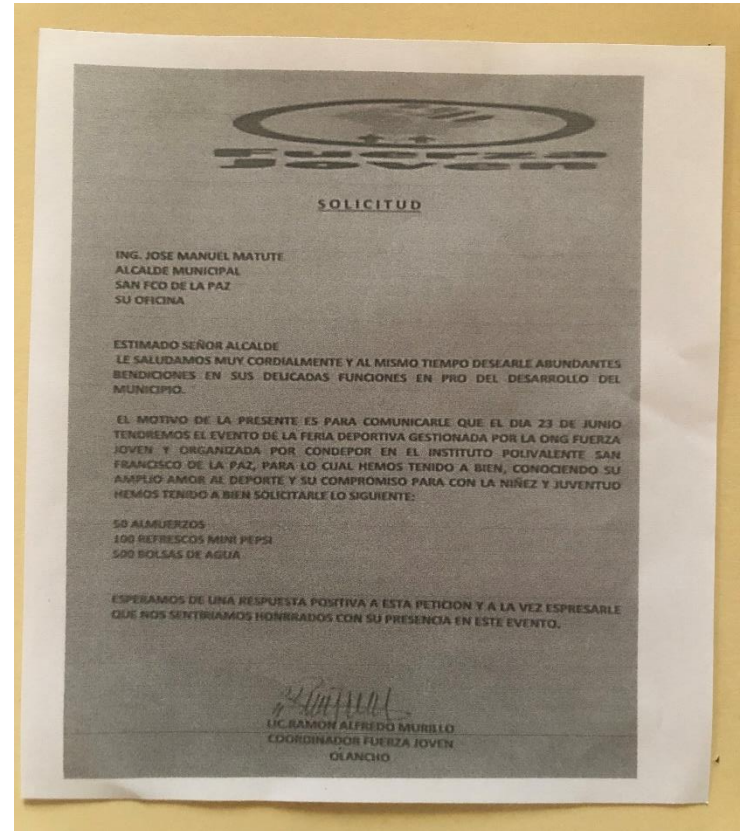 Fuerza
Joven
SOLICITUD
ING. JOSE MANUEL MATUTE
ALCALDE MUNICIPAL
SAN FCO DE LA PAZ
SU OFICINA
ESTIMADO SEÑOR ALCALDE
LE SALUDAMOS MUY CORDIALMENTE Y AL MISMO TIEMPO DESEARLE ABUNDANTES
BENDICIONES EN SUS DELICADAS FUNCIONES EN PRO DEL DESARROLLO DEL
MUNICIPIO.
EL MOTIVO DE LA PRESENTE ES PARA COMUNICARLE QUE EL DIA 23 DE JUNIO
TENDREMOS EL EVENTO DE LA FERIA DEPORTIVA GESTIONADA POR LA ONG FUERZA
JOVEN Y ORGANIZADA POR CONDEPOR EN EL INSTITUTO POLIVALENTE SAN
FRANCISCO DE LA PAZ, PARA LO CUAL HEMOS TENIDO A BIEN, CONOCIENDO SU
AMPLIO AMOR AL DEPORTE Y SU COMPROMISO PARA CON LA NIÑEZ Y JUVENTUD
HEMOS TENIDO A BIEN SOLICITARLE LO SIGUIENTE:
50 ALMUERZOS
100 REFRESCOS MINI PEPSI
500 BOLSAS DE AGUA
ESPERAMOS DE UNA RESPUESTA POSITIVA A ESTA PETICION Y A LA VEZ ESPRESARLE
QUE NOS SENTIRIAMOS HONRRADOS CON SU PRESENCIA EN ESTE EVENTO.
LIC.RAMON ALFREDO MURILLO
COORDINADOR FUERZA JOVEN
OLANCHO